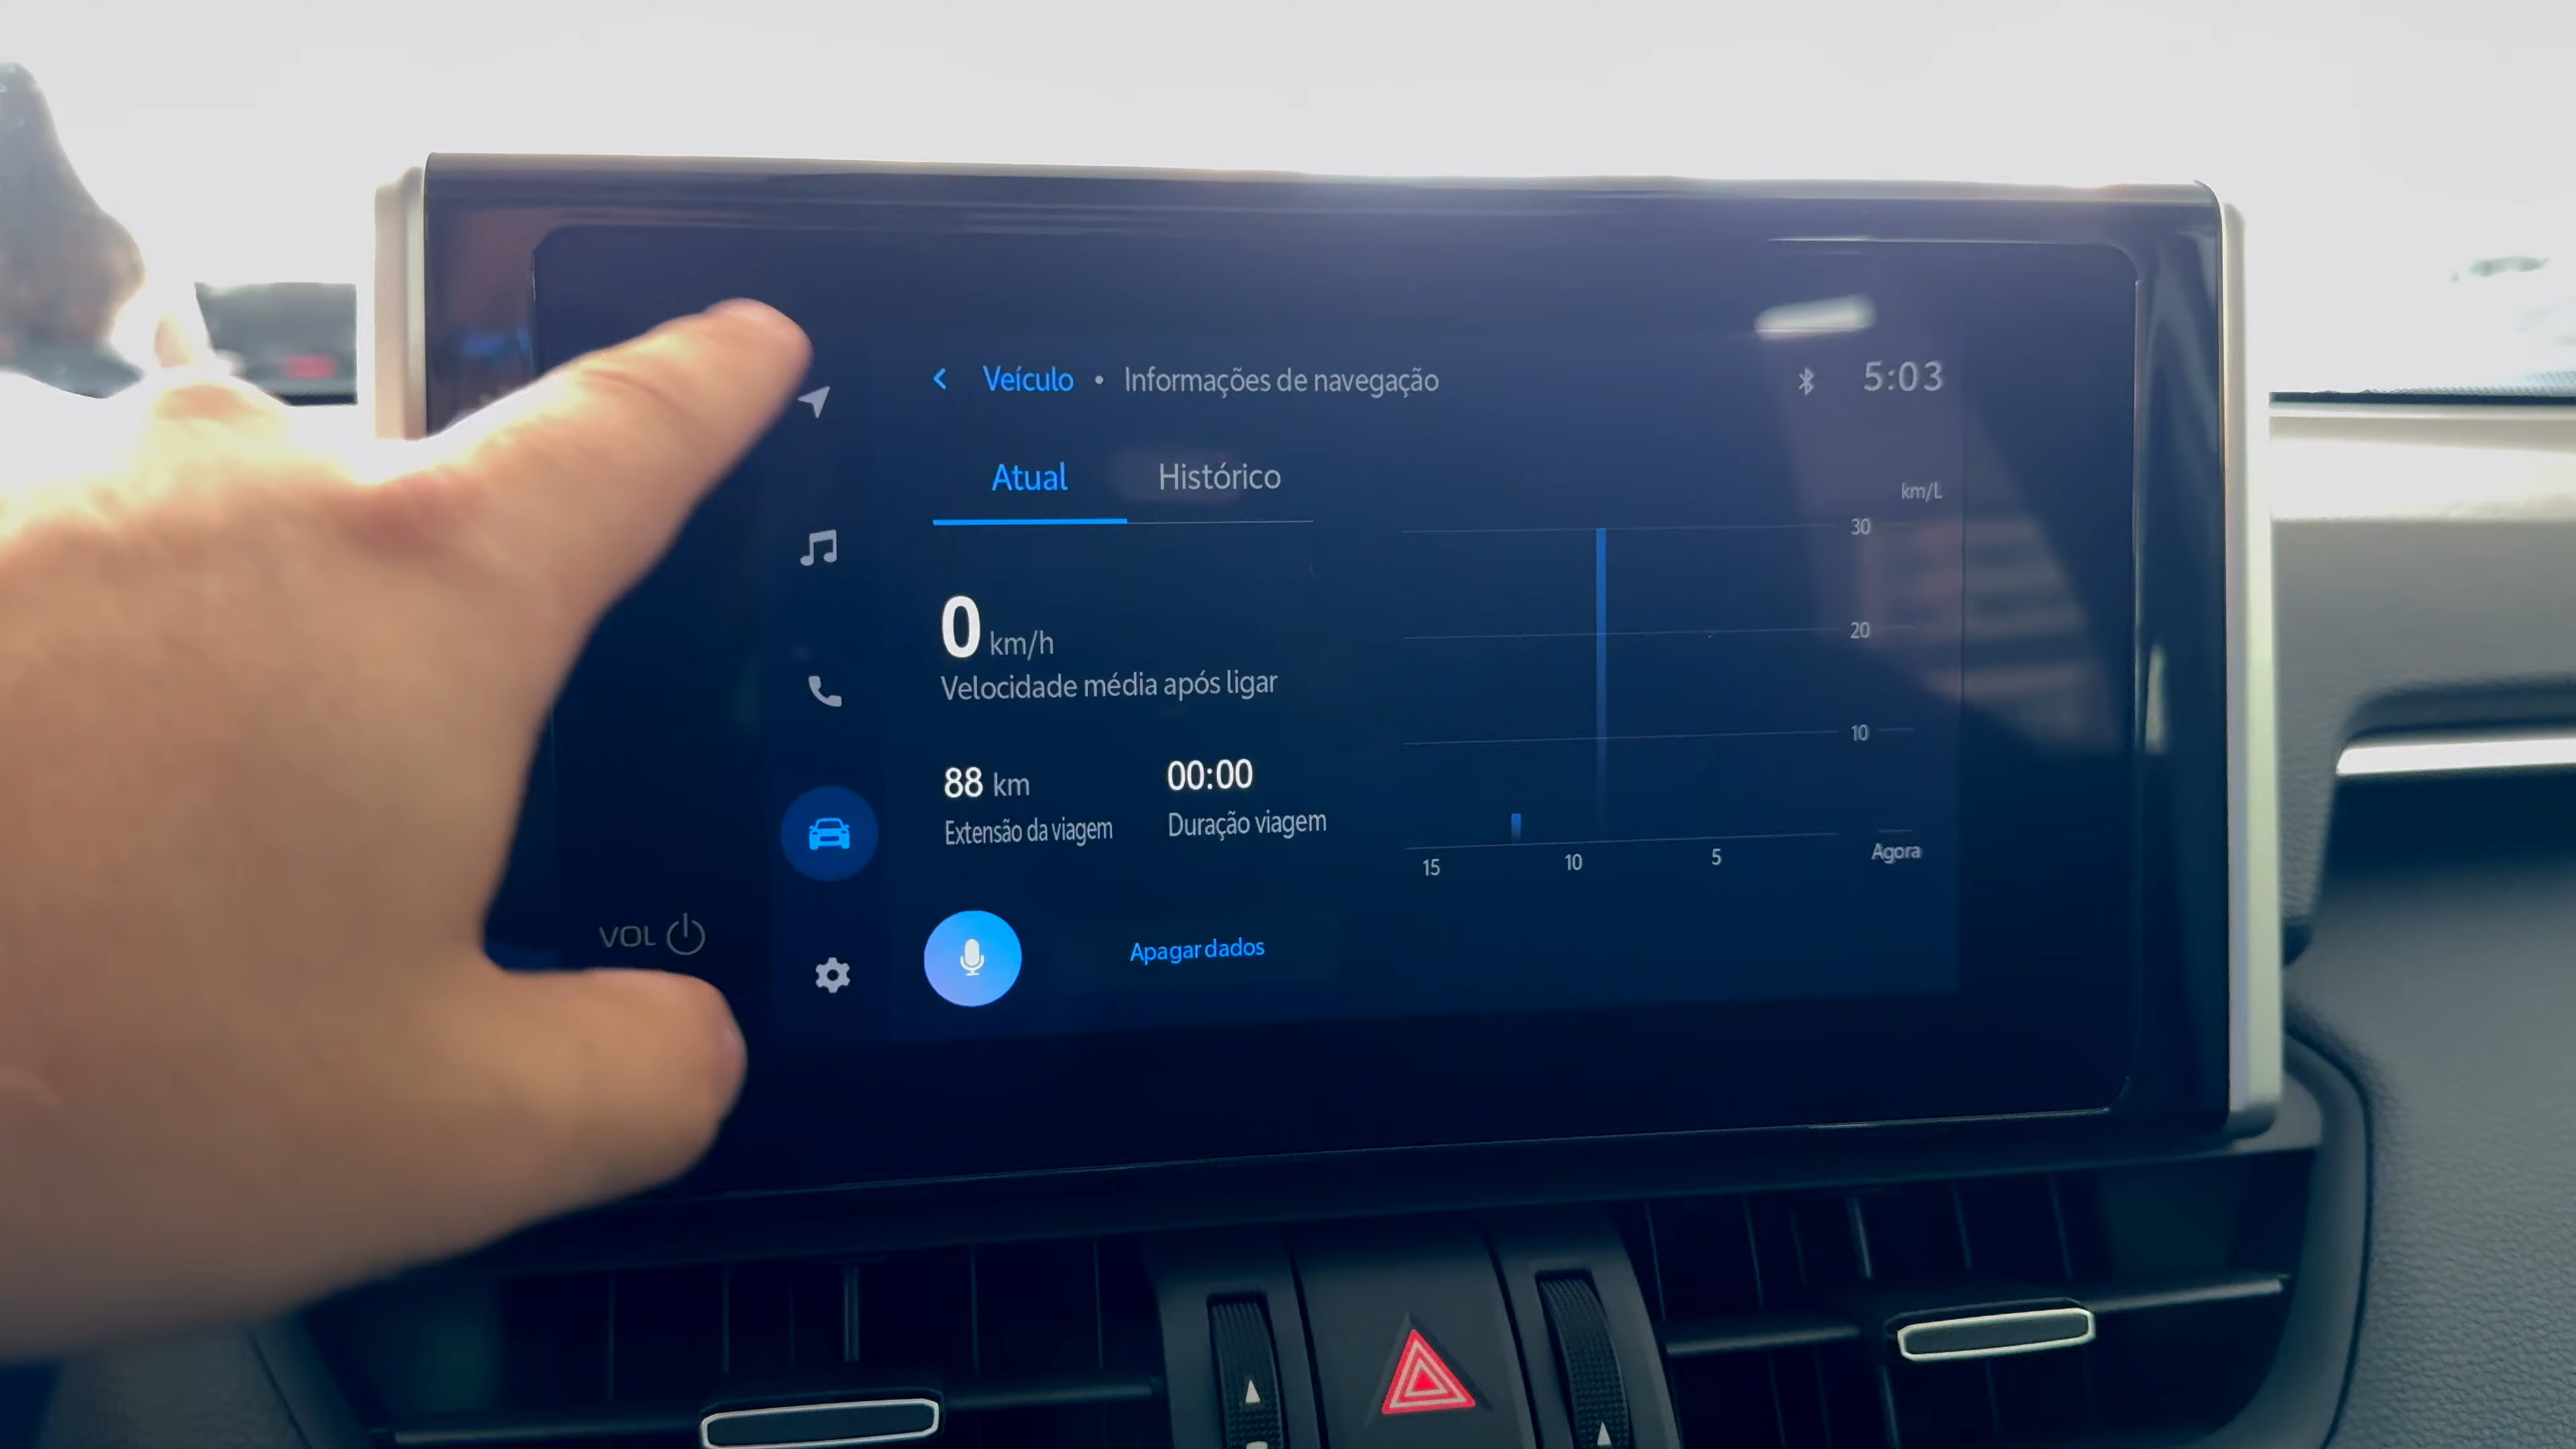 Veículo • Informações de navegação
5:03
Atual
Histórico
km/L
30
20
10
0 km/h
Velocidade média após ligar
88 km
00:00
Extensão da viagem
Duração viagem
15
10
5
Agora
VOL
Apagar dados